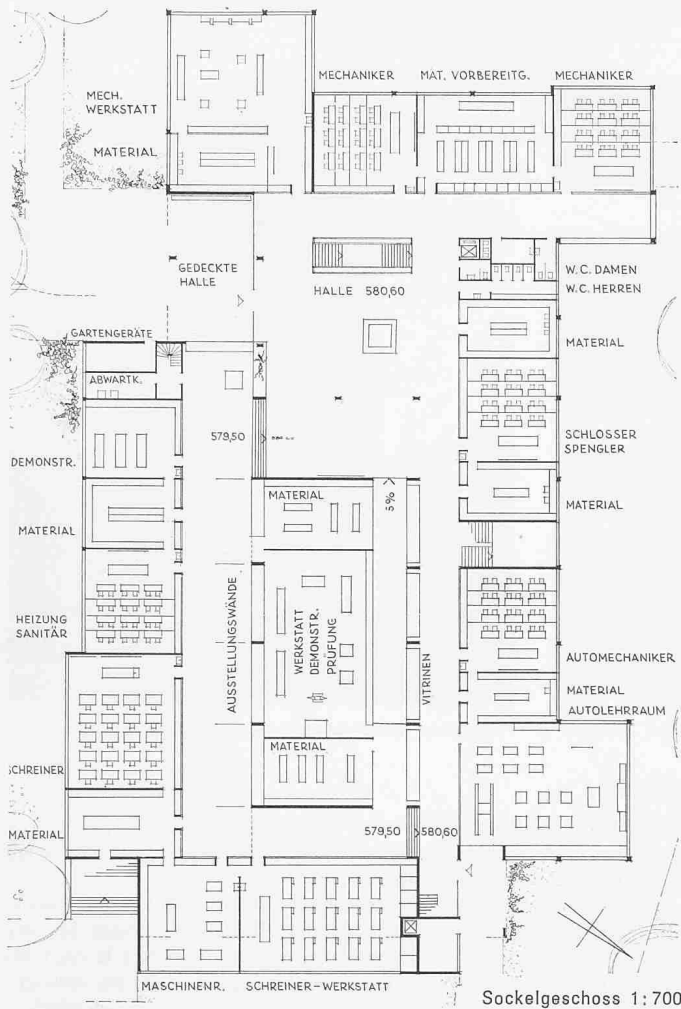 MECHANIKER
MAT. VORBEREITG.
MECHANIKER
MECH.
WERKSTATT
MATERIAL
GEDECKTE
HALLE
HALLE 580,60
W.C. DAMEN
W.C. HERREN
GARTENGERÄTE
ABWARTK.
MATERIAL
579,50
DEMONSTR.
SCHLOSSER
SPENGLER
MATERIAL
5%
MATERIAL
MATERIAL
HEIZUNG
SANITÄR
AUSSTELLUNGSWÄNDE
WERKSTATT
DEMONSTR.
PRÜFUNG
VITRINEN
AUTOMECHANIKER
MATERIAL
AUTOLEHRRAUM
SCHREINER
MATERIAL
MATERIAL
579,50
580,60
MASCHINENR.
SCHREINER-WERKSTATT
Sockelgeschoss 1:700